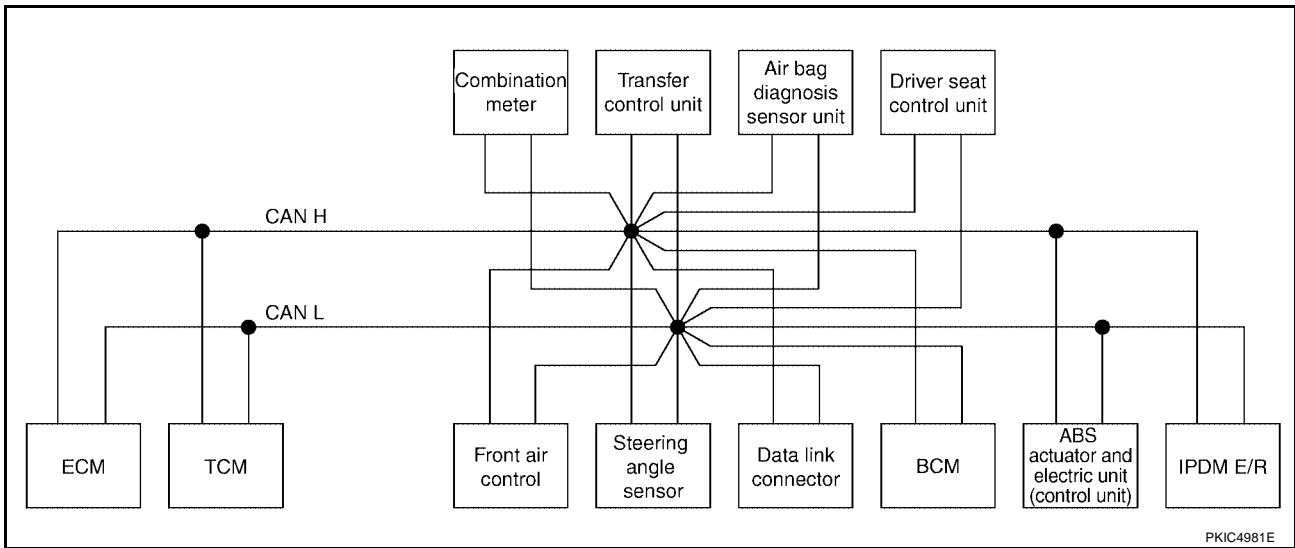 Combination
meter
Transfer
control unit
Air bag
diagnosis
sensor unit
Driver seat
control unit
CAN H
CAN L
ECM
TCM
Front air
control
Steering
angle
sensor
Data link
connector
BCM
ABS
actuator and
electric unit
(control unit)
IPDM E/R
PKIC4981E